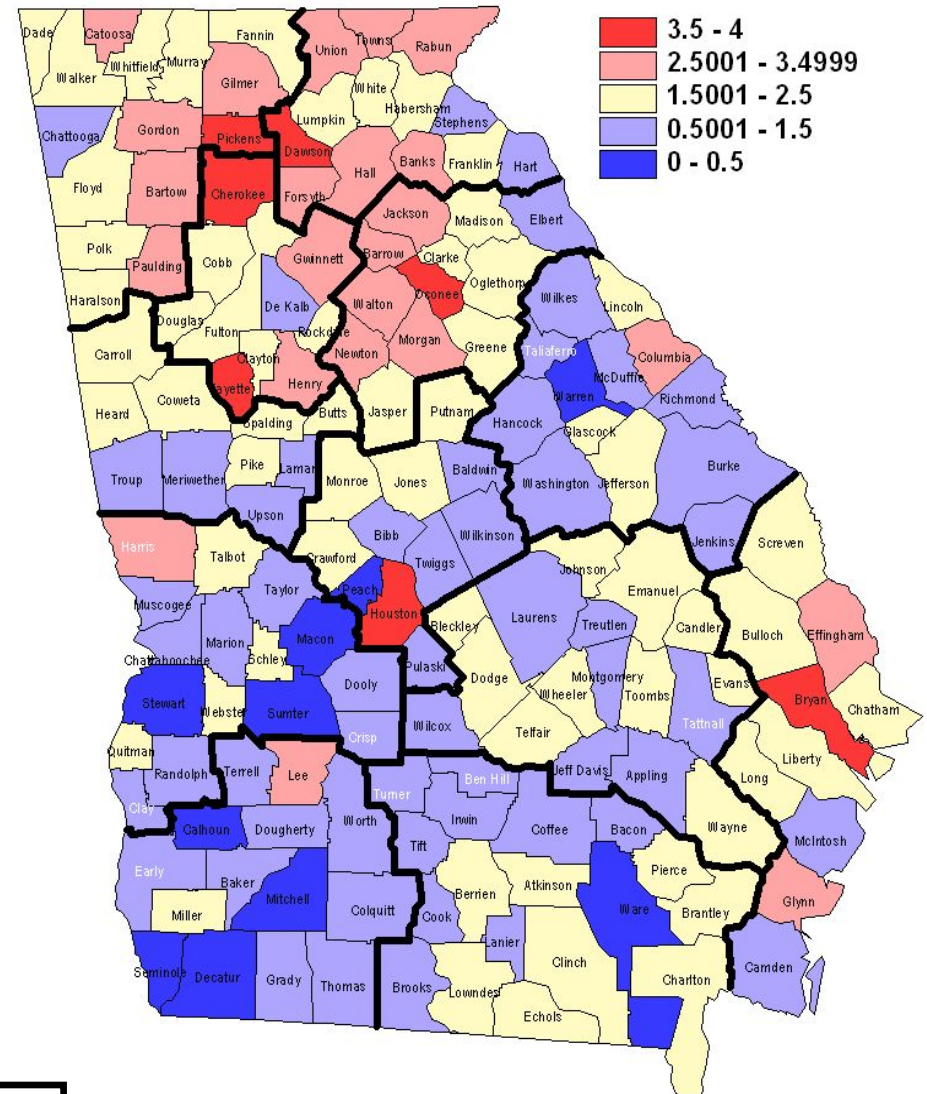 3.5 - 4
2.5001 - 3.4999
1.5001 - 2.5
0.5001 - 1.5
0 - 0.5
Dade
Catoosa
Fannin
Union
Towns
Rabun
Walker
Whitfield
Murray
Gilmer
White
Lumpkin
Habersham
Stephens
Chattooga
Gordon
Pickens
Dawson
Hall
Banks
Franklin
Hart
Floyd
Bartow
Cherokee
Forsyth
Jackson
Madison
Elbert
Polk
Paulding
Cobb
Gwinnett
Barrow
Clarke
Oglethorp
Oconee
Haralson
Douglas
Fulton
De Kalb
Rockdale
Walton
Morgan
Greene
Wilkes
Lincoln
Carroll
Clayton
Fayette
Henry
Newton
Taliaferro
McDuffie
Columbia
Warren
Richmond
Heard
Coweta
Spalding
Butts
Jasper
Putnam
Hancock
Glascock
Troup
Meriwether
Pike
Lamar
Monroe
Jones
Baldwin
Washington
Jefferson
Burke
Upson
Bibb
Wilkinson
Jenkins
Screven
Harris
Talbot
Crawford
Twiggs
Johnson
Muscogee
Taylor
Peach
Houston
Bleckley
Laurens
Treutlen
Emanuel
Candler
Bulloch
Effingham
Chattahoochee
Marion
Schley
Macon
Pulaski
Dodge
Wheeler
Montgomery
Toombs
Evans
Bryan
Chatham
Stewart
Webster
Sumter
Dooly
Wilcox
Telfair
Tattnall
Liberty
Quitman
Crisp
Randolph
Terrell
Lee
Clay
Turner
Ben Hill
Jeff Davis
Appling
Long
Calhoun
Dougherty
Worth
Irwin
Coffee
Bacon
Wayne
McIntosh
Early
Baker
Mitchell
Tift
Miller
Colquitt
Cook
Berrien
Atkinson
Ware
Pierce
Brantley
Glynn
Seminole
Decatur
Grady
Thomas
Brooks
Lanier
Lowndes
Clinch
Echols
Charlton
Camden